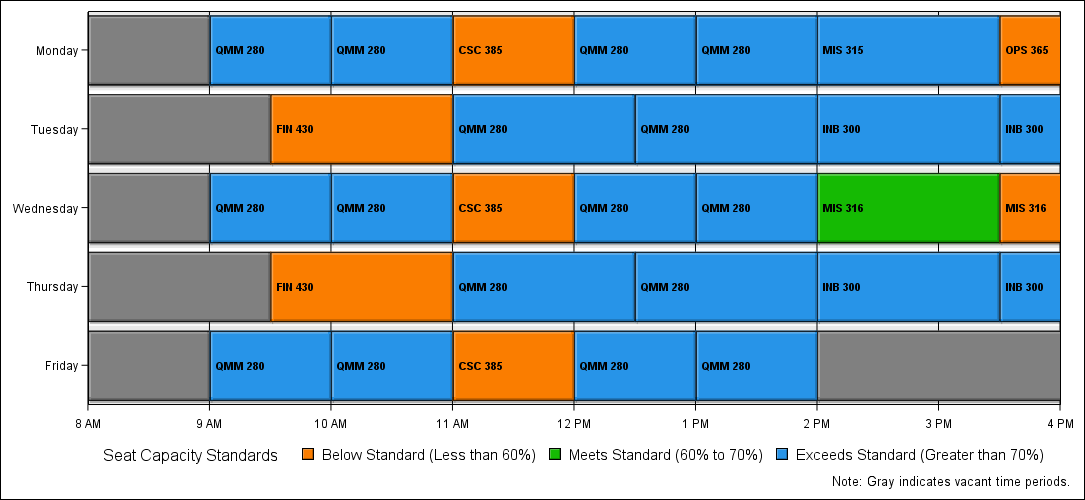 Monday
QMM 280 QMM 280 CSC 385 QMM 280 QMM 280 MIS 315 OPS 365
Tuesday
FIN 430 QMM 280 QMM 280 INB 300 INB 300
Wednesday
QMM 280 QMM 280 CSC 385 QMM 280 QMM 280 MIS 316 MIS 316
Thursday
FIN 430 QMM 280 QMM 280 INB 300 INB 300
Friday
QMM 280 QMM 280 CSC 385 QMM 280 QMM 280
8 AM 9 AM 10 AM 11 AM 12 PM 1 PM 2 PM 3 PM 4 PM
Seat Capacity Standards Below Standard (Less than 60%) Meets Standard (60% to 70%) Exceeds Standard (Greater than 70%)
Note: Gray indicates vacant time periods.